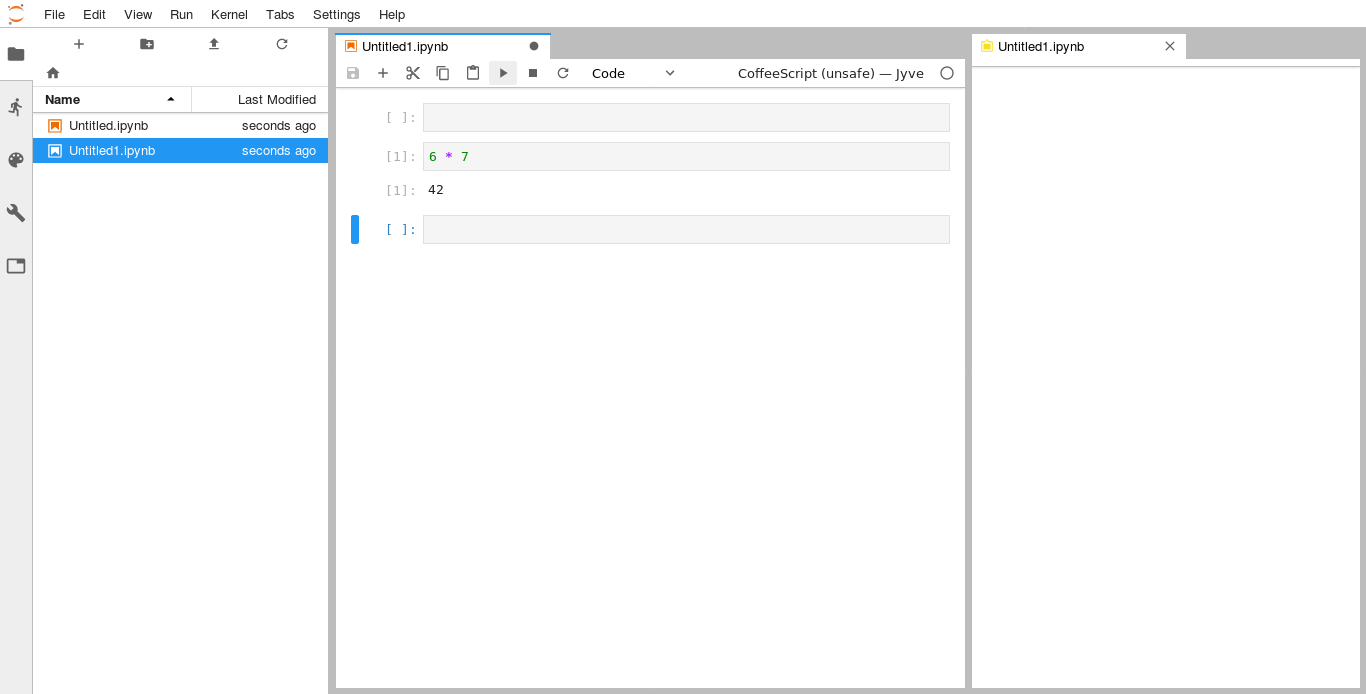 File Edit View Run Kernel Tabs Settings Help
Name Last Modified
Untitled.ipynb seconds ago
Untitled1.ipynb seconds ago
Untitled1.ipynb
Code CoffeeScript (unsafe) — Jyve
[ ]:
[1]: 6 * 7
[1]: 42
[ ]:
Untitled1.ipynb